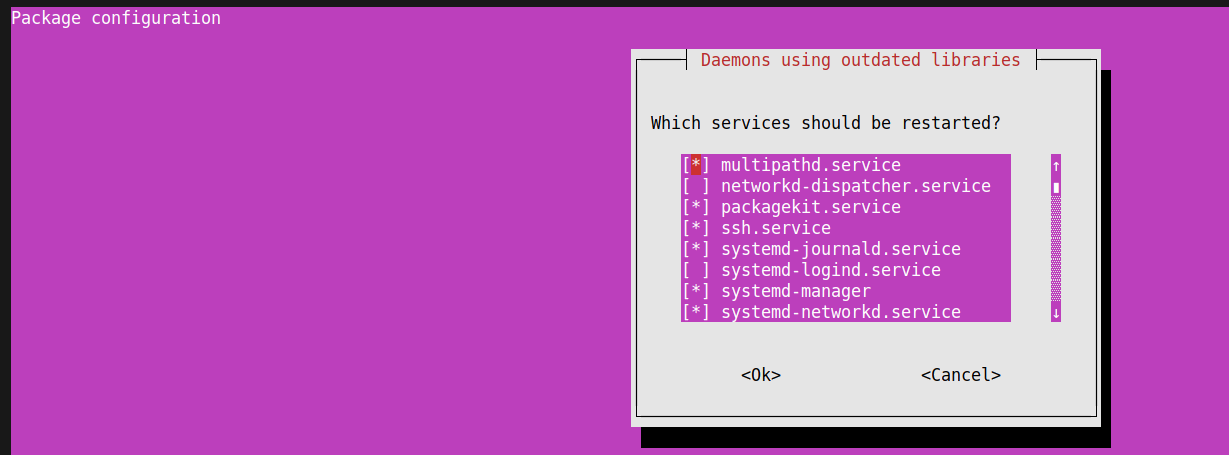 Package configuration
Daemons using outdated libraries
Which services should be restarted?
[*] multipathd.service
[ ] networkd-dispatcher.service
[*] packagekit.service
[*] ssh.service
[*] systemd-journald.service
[ ] systemd-logind.service
[*] systemd-manager
[*] systemd-networkd.service
<Ok> <Cancel>